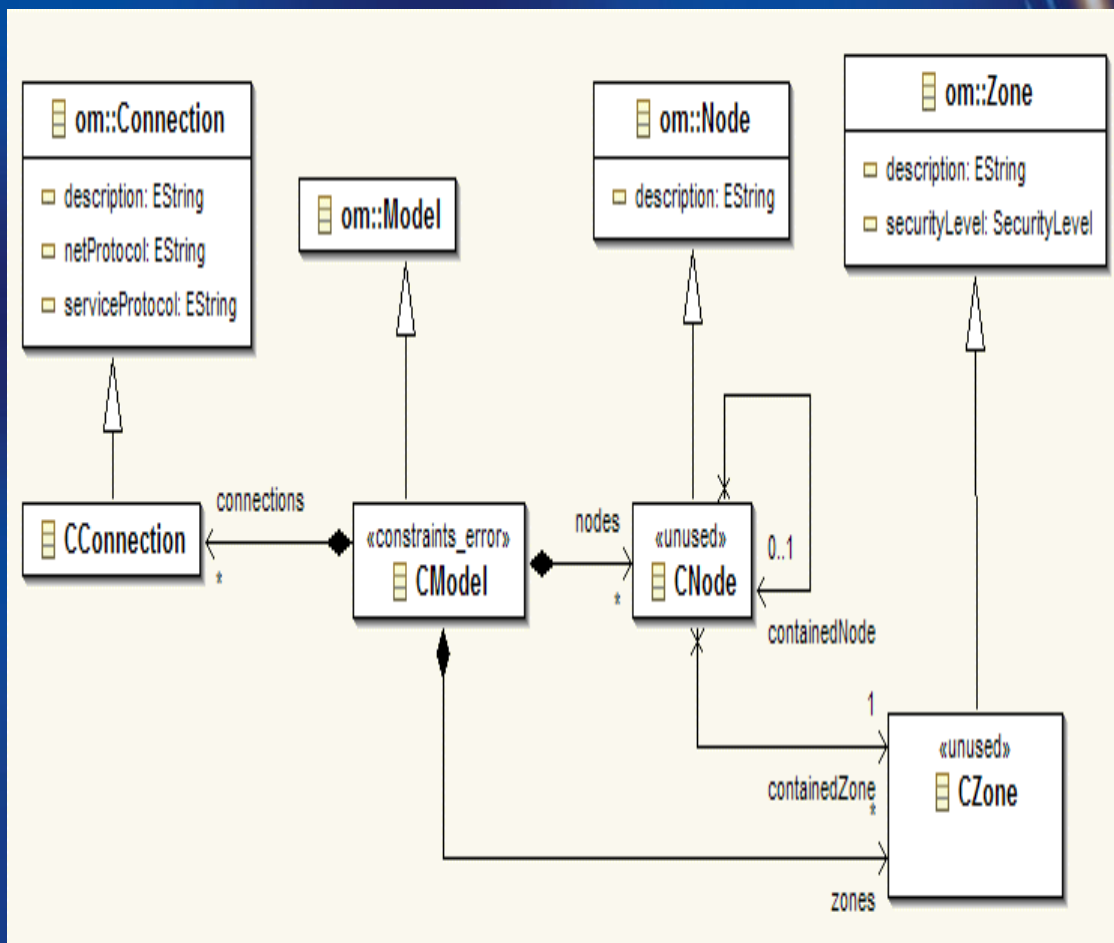 om::Connection
description: EString
netProtocol: EString
serviceProtocol: EString
om::Model
om::Node
description: EString
om::Zone
description: EString
securityLevel: SecurityLevel
CConnection
connections
*
«constraints_error»
CModel
nodes
*
«unused»
CNode
0..1
containedNode
1
containedZone
*
zones
«unused»
CZone